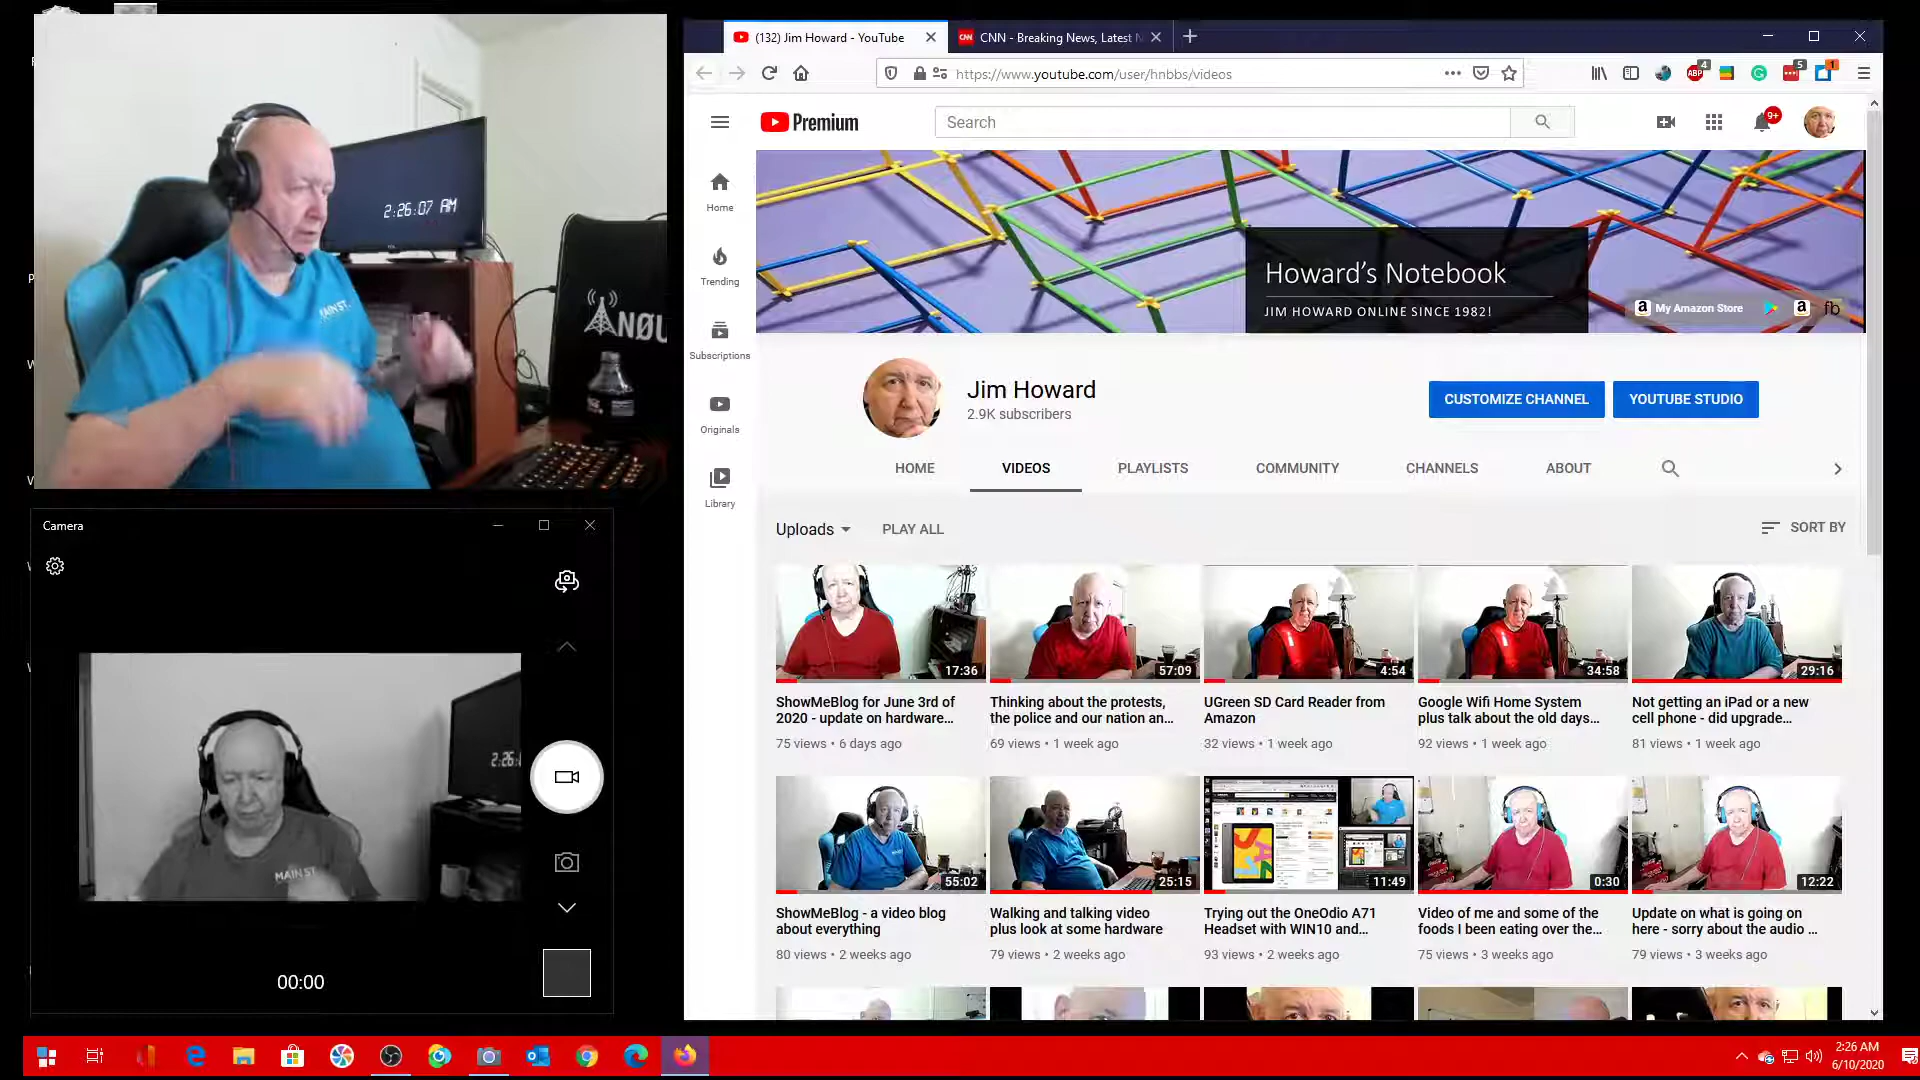 (132) Jim Howard - YouTube
CNN - Breaking News, Latest N
https://www.youtube.com/user/hnbbs/videos
4
5
1
Premium
Search
9+
2:26:07 AM
MAIN ST.
Home
Trending
Subscriptions
Originals
Library
Howard's Notebook
JIM HOWARD ONLINE SINCE 1982!
My Amazon Store
Jim Howard
2.9K subscribers
CUSTOMIZE CHANNEL
YOUTUBE STUDIO
HOME
VIDEOS
PLAYLISTS
COMMUNITY
CHANNELS
ABOUT
Uploads
PLAY ALL
SORT BY
17:36
57:09
4:54
34:58
29:16
ShowMeBlog for June 3rd of
2020 - update on hardware...
75 views • 6 days ago
Thinking about the protests,
the police and our nation an...
69 views • 1 week ago
UGreen SD Card Reader from
Amazon
32 views • 1 week ago
Google Wifi Home System
plus talk about the old days...
92 views • 1 week ago
Not getting an iPad or a new
cell phone - did upgrade...
81 views • 1 week ago
55:02
25:15
11:49
0:30
12:22
ShowMeBlog - a video blog
about everything
80 views • 2 weeks ago
Walking and talking video
plus look at some hardware
79 views • 2 weeks ago
Trying out the OneOdio A71
Headset with WIN10 and...
93 views • 2 weeks ago
Video of me and some of the
foods I been eating over the...
75 views • 3 weeks ago
Update on what is going on
here - sorry about the audio ...
79 views • 3 weeks ago
Camera
MAIN ST.
00:00
2:26 AM
6/10/2020